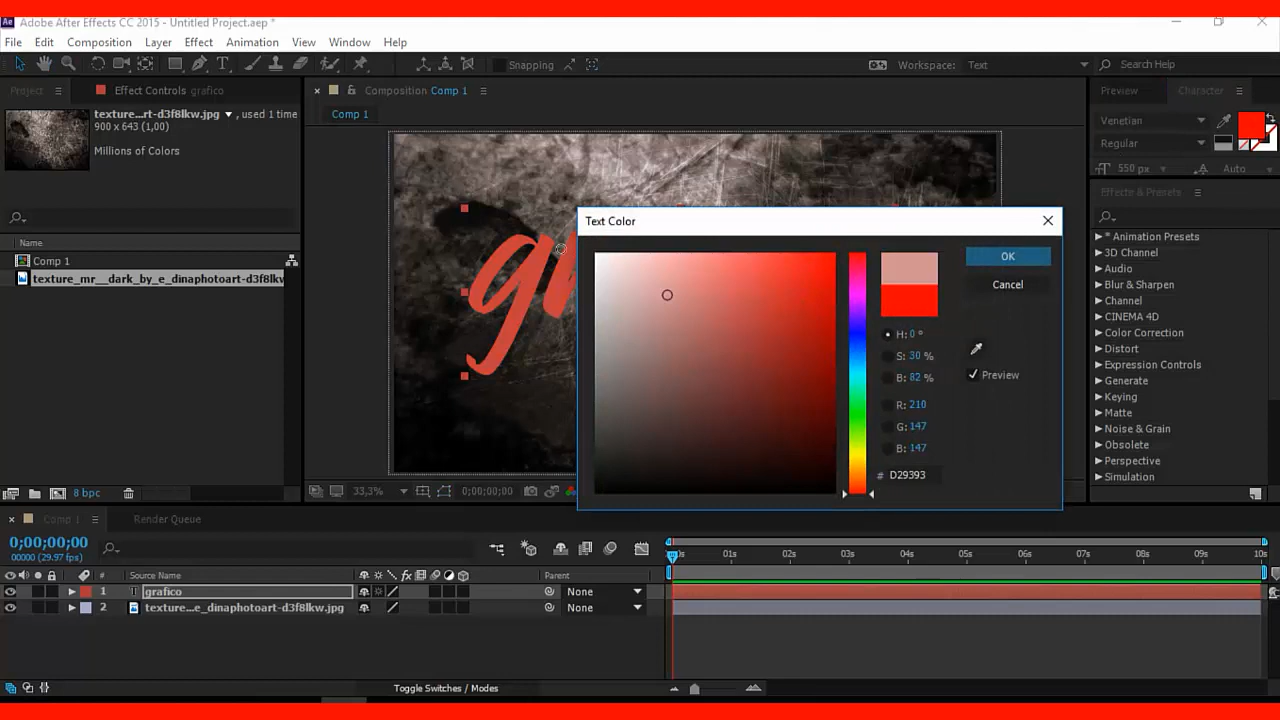 Ae Adobe After Effects CC 2015 - Untitled Project.aep *
File Edit Composition Layer Effect Animation View Window Help
Snapping Workspace: Text Search Help
Project Effect Controls grafico Composition Comp 1 Preview Character
texture...rt-d3f8lkw.jpg ▼ , used 1 time
900 x 643 (1,00)
Millions of Colors
Comp 1
Venetian
Regular
550 px Auto
Effects & Presets
* Animation Presets
3D Channel
Audio
Blur & Sharpen
Channel
CINEMA 4D
Color Correction
Distort
Expression Controls
Generate
Keying
Matte
Noise & Grain
Obsolete
Perspective
Simulation
Name
Comp 1
texture_mr__dark_by_e_dinaphotoart-d3f8lkw
g
Text Color
OK
Cancel
H: 0 °
S: 30 %
B: 82 %
Preview
R: 210
G: 147
B: 147
# D29393
8 bpc
33,3% 0;00;00;00
Comp 1 Render Queue
0;00;00;00
00000 (29.97 fps)
01s 02s 03s 04s 05s 06s 07s 08s 09s 10s
# Source Name Parent
1 T grafico None
2 texture...e_dinaphotoart-d3f8lkw.jpg None
Toggle Switches / Modes